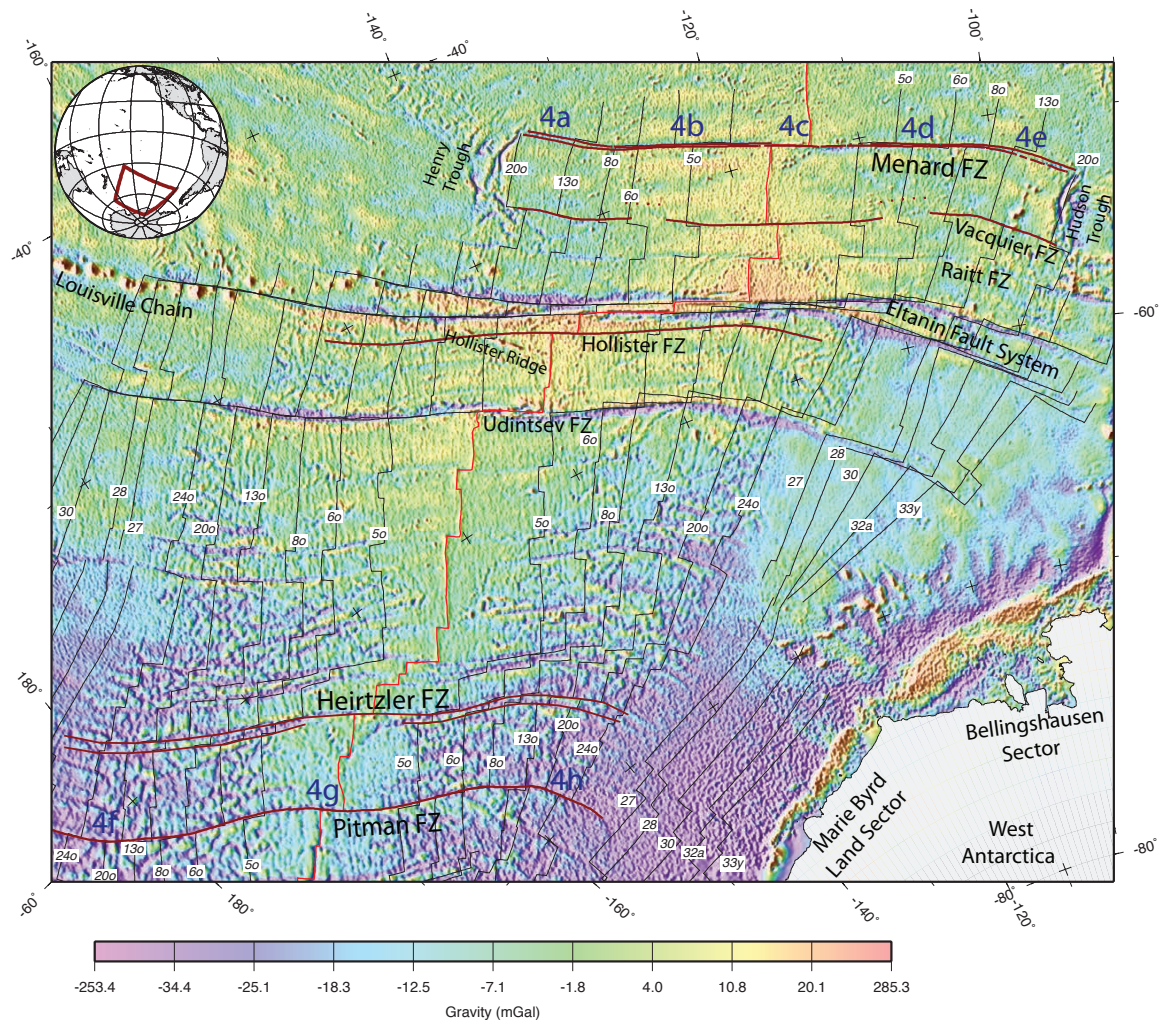 -160°
-140°
-40°
-120°
-100°
5o
6o
8o
13o
4a
4b
4c
4d
4e
Henry
Trough
20o
13o
8o
6o
5o
Menard FZ
20o
Hudson
Trough
Vacquier FZ
Raitt FZ
-40°
-60°
Louisville Chain
Eltanin Fault System
Hollister Ridge
Hollister FZ
Udintsev FZ
6o
30
28
27
24o
20o
13o
8o
6o
5o
5o
8o
13o
20o
24o
27
28
30
32a
33y
180°
Heirtzler FZ
20o
24o
13o
8o
6o
5o
4f
4g
4h
Pitman FZ
24o
20o
13o
8o
6o
5o
27
28
30
32a
33y
Bellingshausen
Sector
Marie Byrd
Land Sector
West
Antarctica
-80°
-60°
180°
-160°
-140°
-80°
-120°
-253.4
-34.4
-25.1
-18.3
-12.5
-7.1
-1.8
4.0
10.8
20.1
285.3
Gravity (mGal)